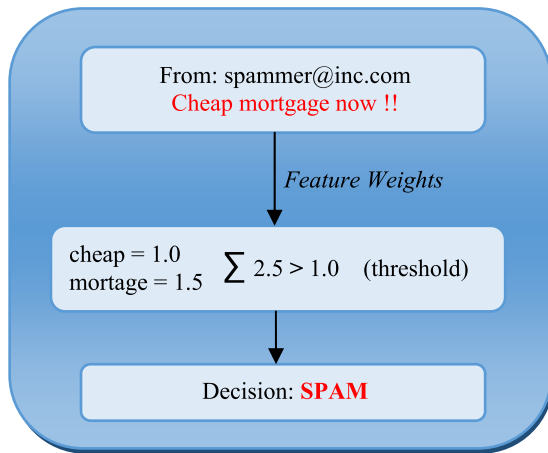 From: spammer@inc.com
Cheap mortgage now !!
Feature Weights
cheap = 1.0
mortage = 1.5
∑ 2.5 > 1.0 (threshold)
Decision: SPAM